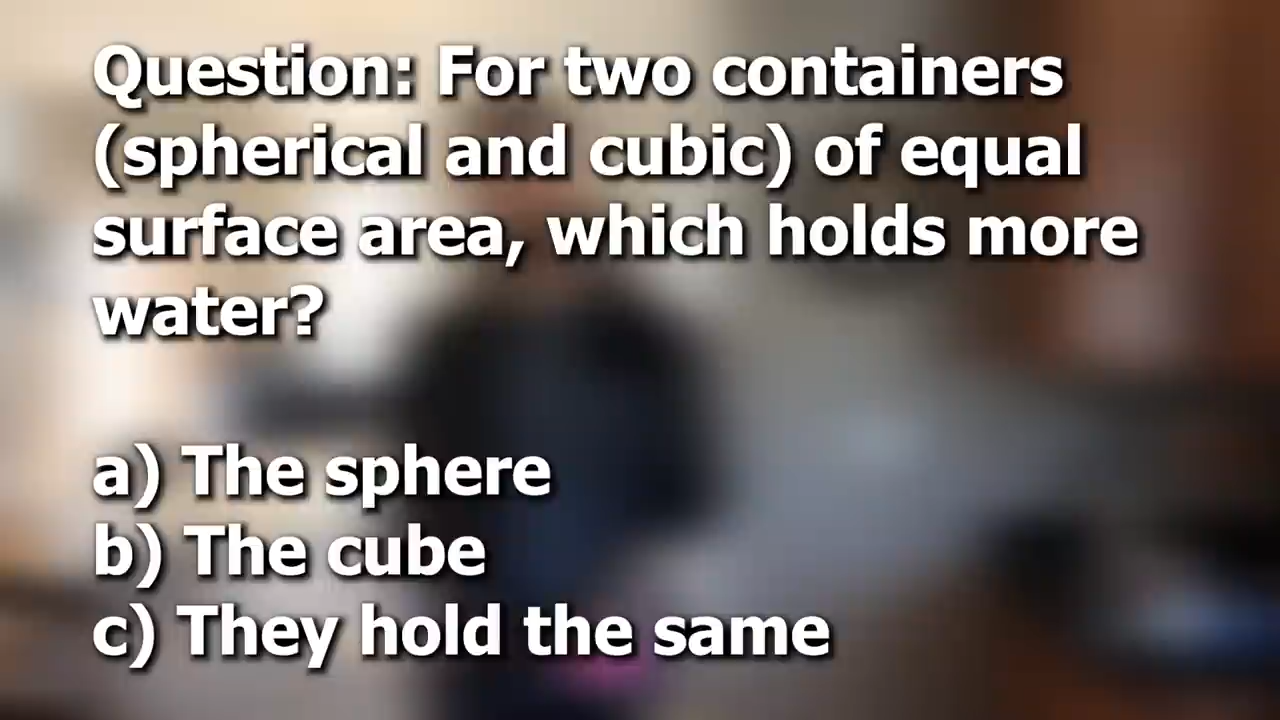 Question: For two containers
(spherical and cubic) of equal
surface area, which holds more
water?
a) The sphere
b) The cube
c) They hold the same